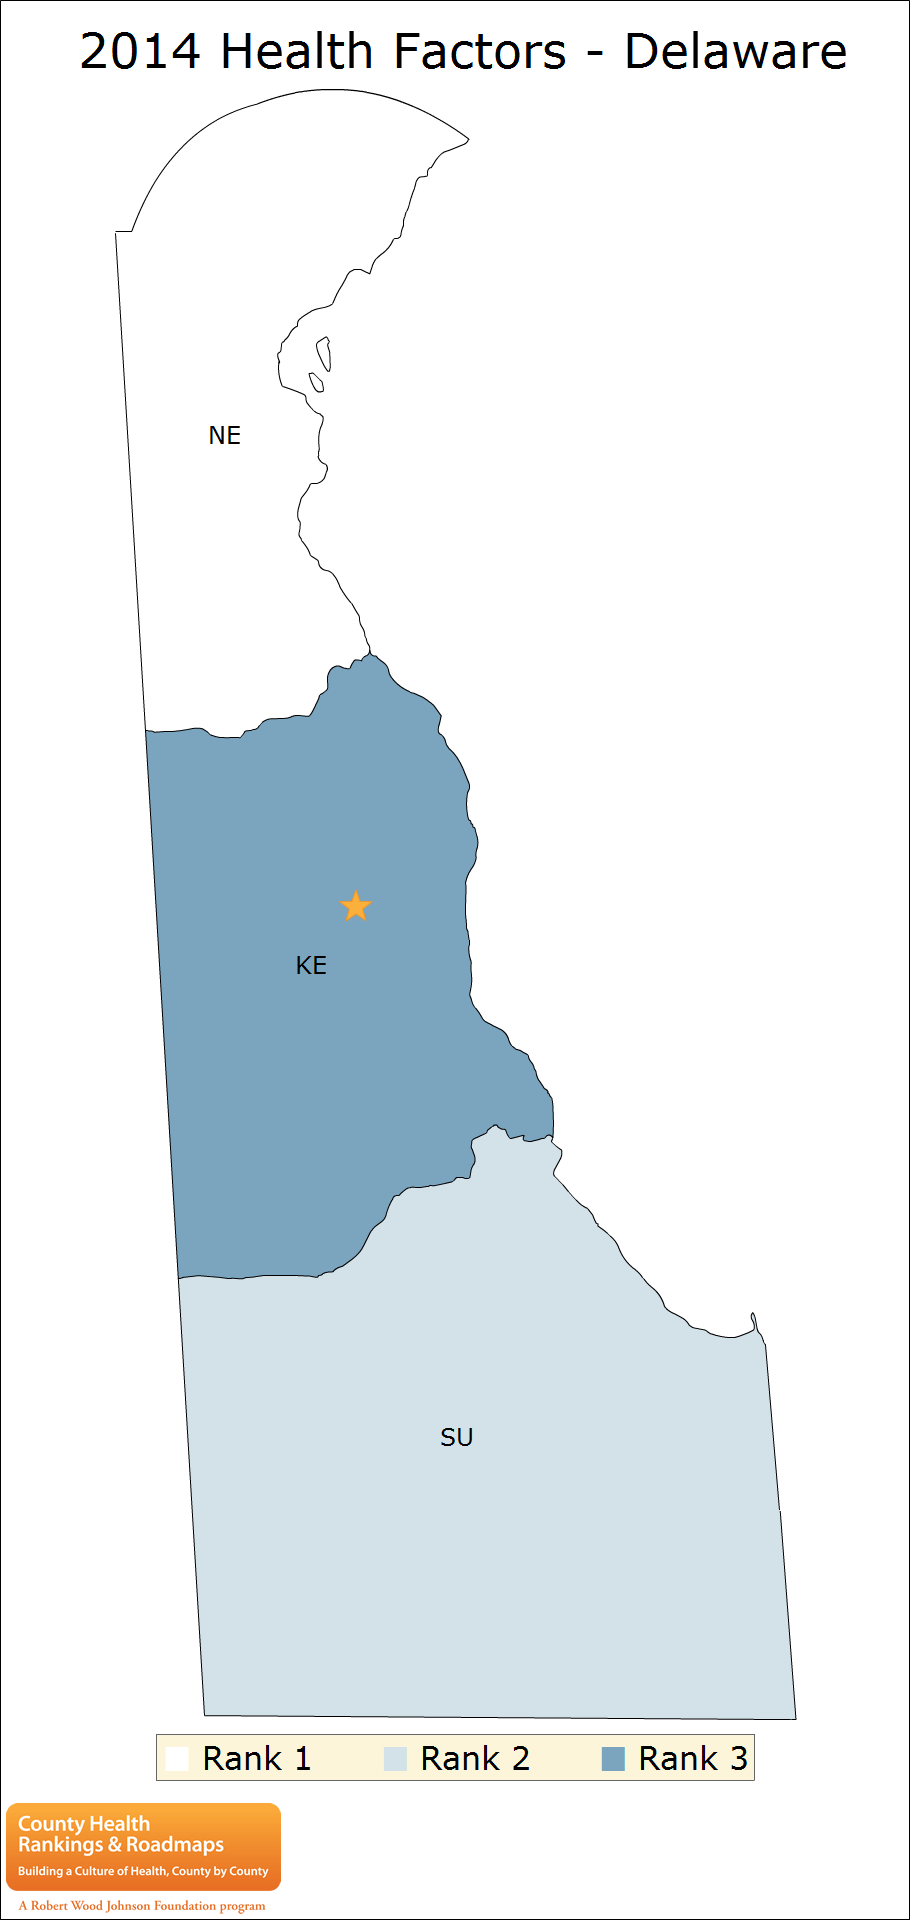 2014 Health Factors - Delaware
NE
KE
SU
Rank 1 Rank 2 Rank 3
County Health
Rankings & Roadmaps
Building a Culture of Health, County by County
A Robert Wood Johnson Foundation program